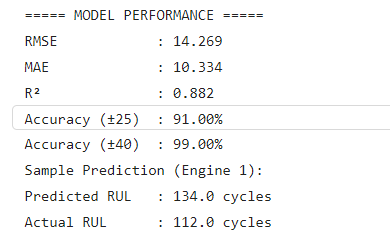 ===== MODEL PERFORMANCE =====
RMSE : 14.269
MAE : 10.334
R² : 0.882
Accuracy (±25) : 91.00%
Accuracy (±40) : 99.00%
Sample Prediction (Engine 1):
Predicted RUL : 134.0 cycles
Actual RUL : 112.0 cycles